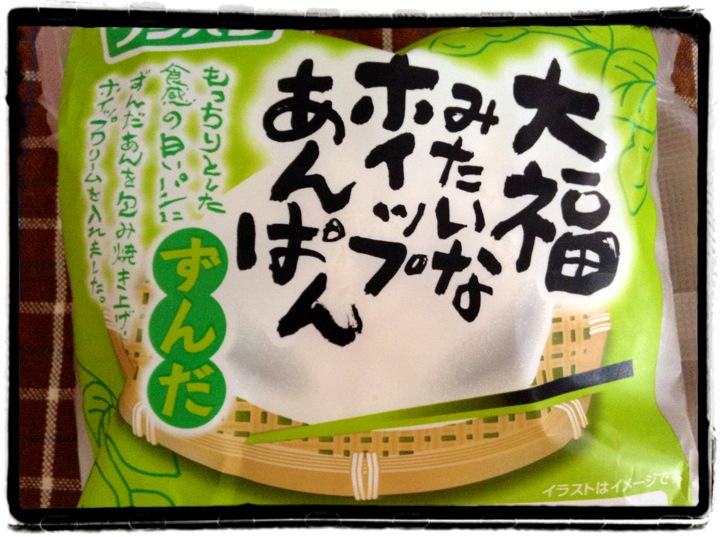 大福
みたいな
ホイップ
あんぱん
もっちりとした
食感の白いパンに
ずんだあんを包み焼き上げ、
ホイップクリームを入れました。
ずんだ
イラストはイメージです